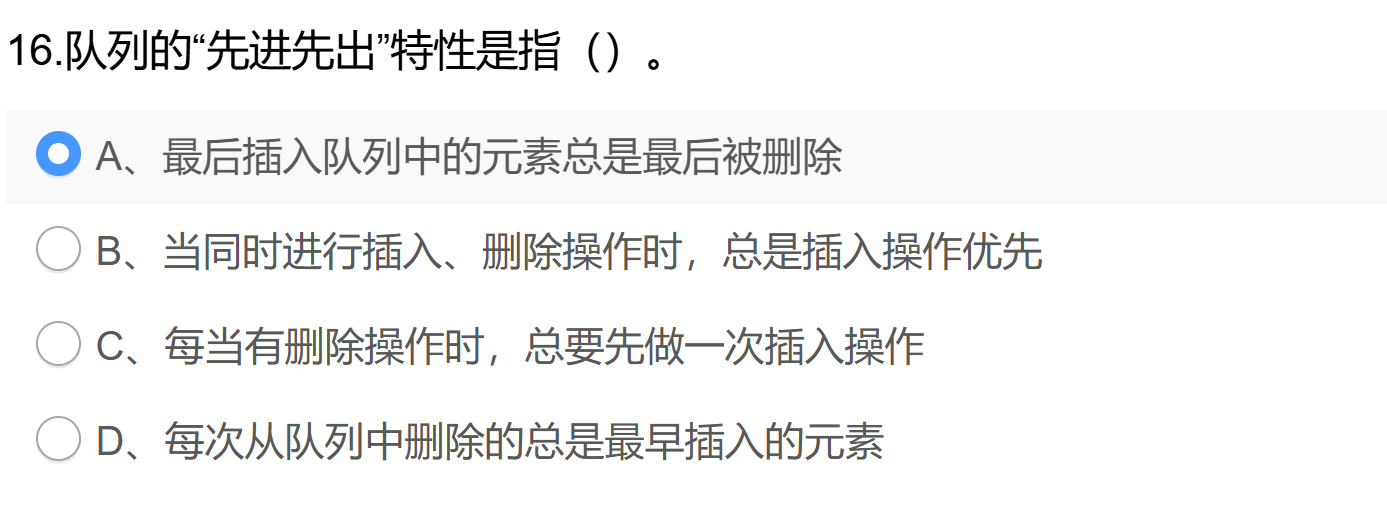 16.队列的“先进先出”特性是指（）。
A、最后插入队列中的元素总是最后被删除
B、当同时进行插入、删除操作时，总是插入操作优先
C、每当有删除操作时，总要先做一次插入操作
D、每次从队列中删除的总是最早插入的元素